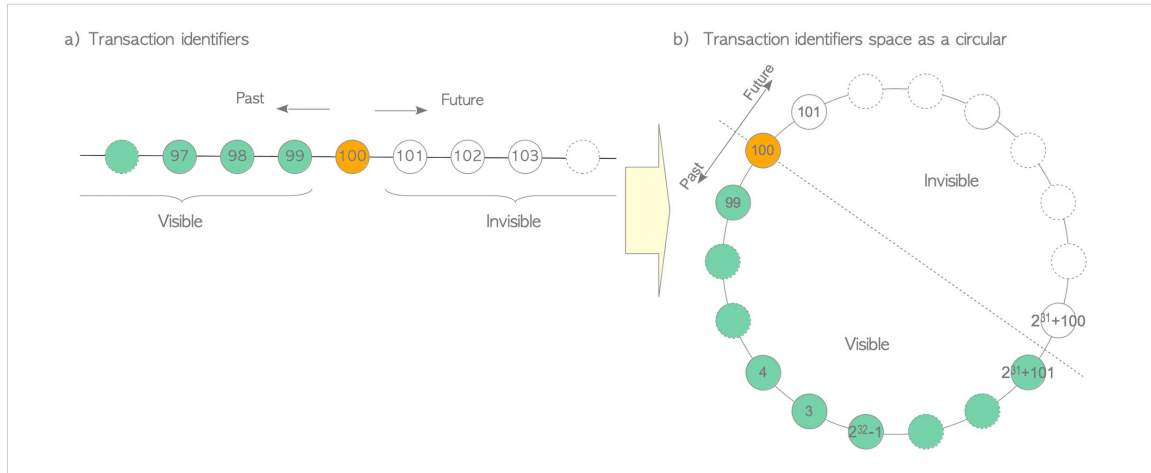 a) Transaction identifiers
Past
Future
97
98
99
100
101
102
103
Visible
Invisible
b) Transaction identifiers space as a circular
Future
Past
101
100
99
Invisible
Visible
2³¹+100
2³¹+101
4
3
2³²-1